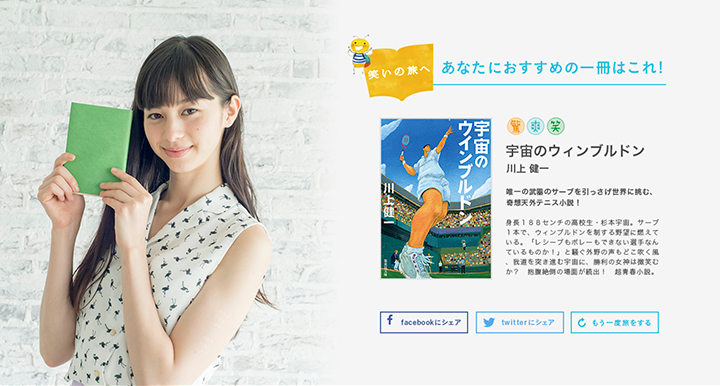 笑いの旅へ
あなたにおすすめの一冊はこれ!
驚 爽 笑
宇宙の
ウィンブルドン
川上健一
宇宙のウィンブルドン
川上 健一
唯一の武器のサーブを引っさげ世界に挑む、
奇想天外テニス小説！
身長１８８センチの高校生・杉本宇宙。サーブ
１本で、ウィンブルドンを制する野望に燃えて
いる。「レシーブもボレーもできない選手なん
ているものか！」と騒ぐ外野の声もどこ吹く風
、我道を突き進む宇宙に、勝利の女神は微笑む
か？　抱腹絶倒の場面が続出！　超青春小説。
facebookにシェア
twitterにシェア
もう一度旅をする